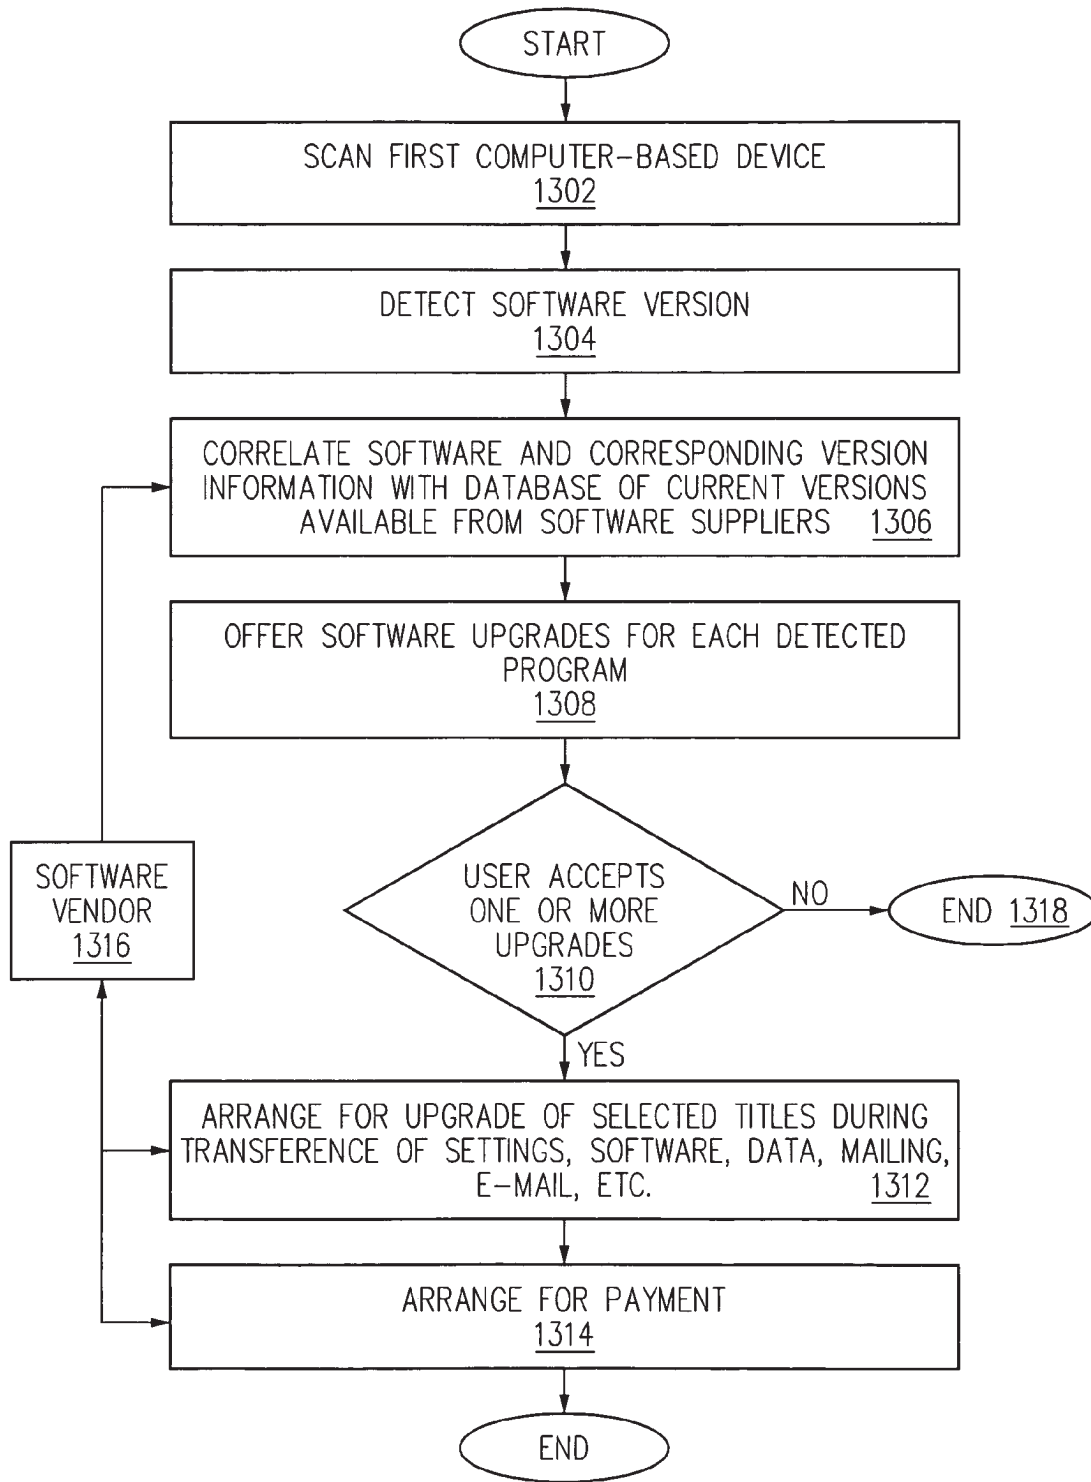 START
SCAN FIRST COMPUTER-BASED DEVICE
1302
DETECT SOFTWARE VERSION
1304
CORRELATE SOFTWARE AND CORRESPONDING VERSION
INFORMATION WITH DATABASE OF CURRENT VERSIONS
AVAILABLE FROM SOFTWARE SUPPLIERS 1306
OFFER SOFTWARE UPGRADES FOR EACH DETECTED
PROGRAM
1308
SOFTWARE
VENDOR
1316
USER ACCEPTS
ONE OR MORE
UPGRADES
1310
NO
END 1318
YES
ARRANGE FOR UPGRADE OF SELECTED TITLES DURING
TRANSFERENCE OF SETTINGS, SOFTWARE, DATA, MAILING,
E-MAIL, ETC. 1312
ARRANGE FOR PAYMENT
1314
END